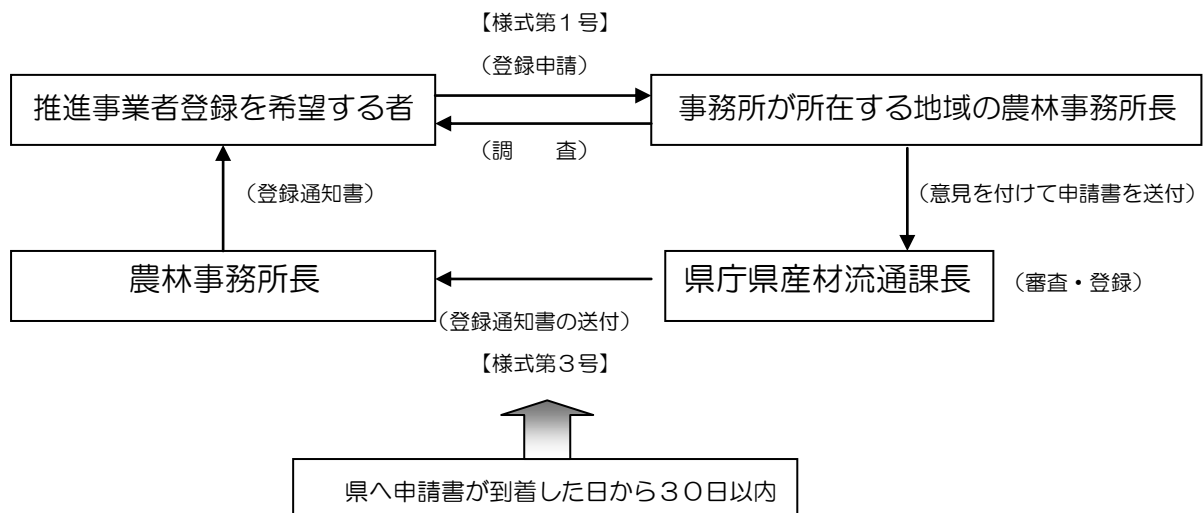 【様式第１号】
（登録申請）
推進事業者登録を希望する者
事務所が所在する地域の農林事務所長
（調　　査）
（登録通知書）
（意見を付けて申請書を送付）
農林事務所長
県庁県産材流通課長
（審査・登録）
（登録通知書の送付）
【様式第３号】
県へ申請書が到着した日から３０日以内